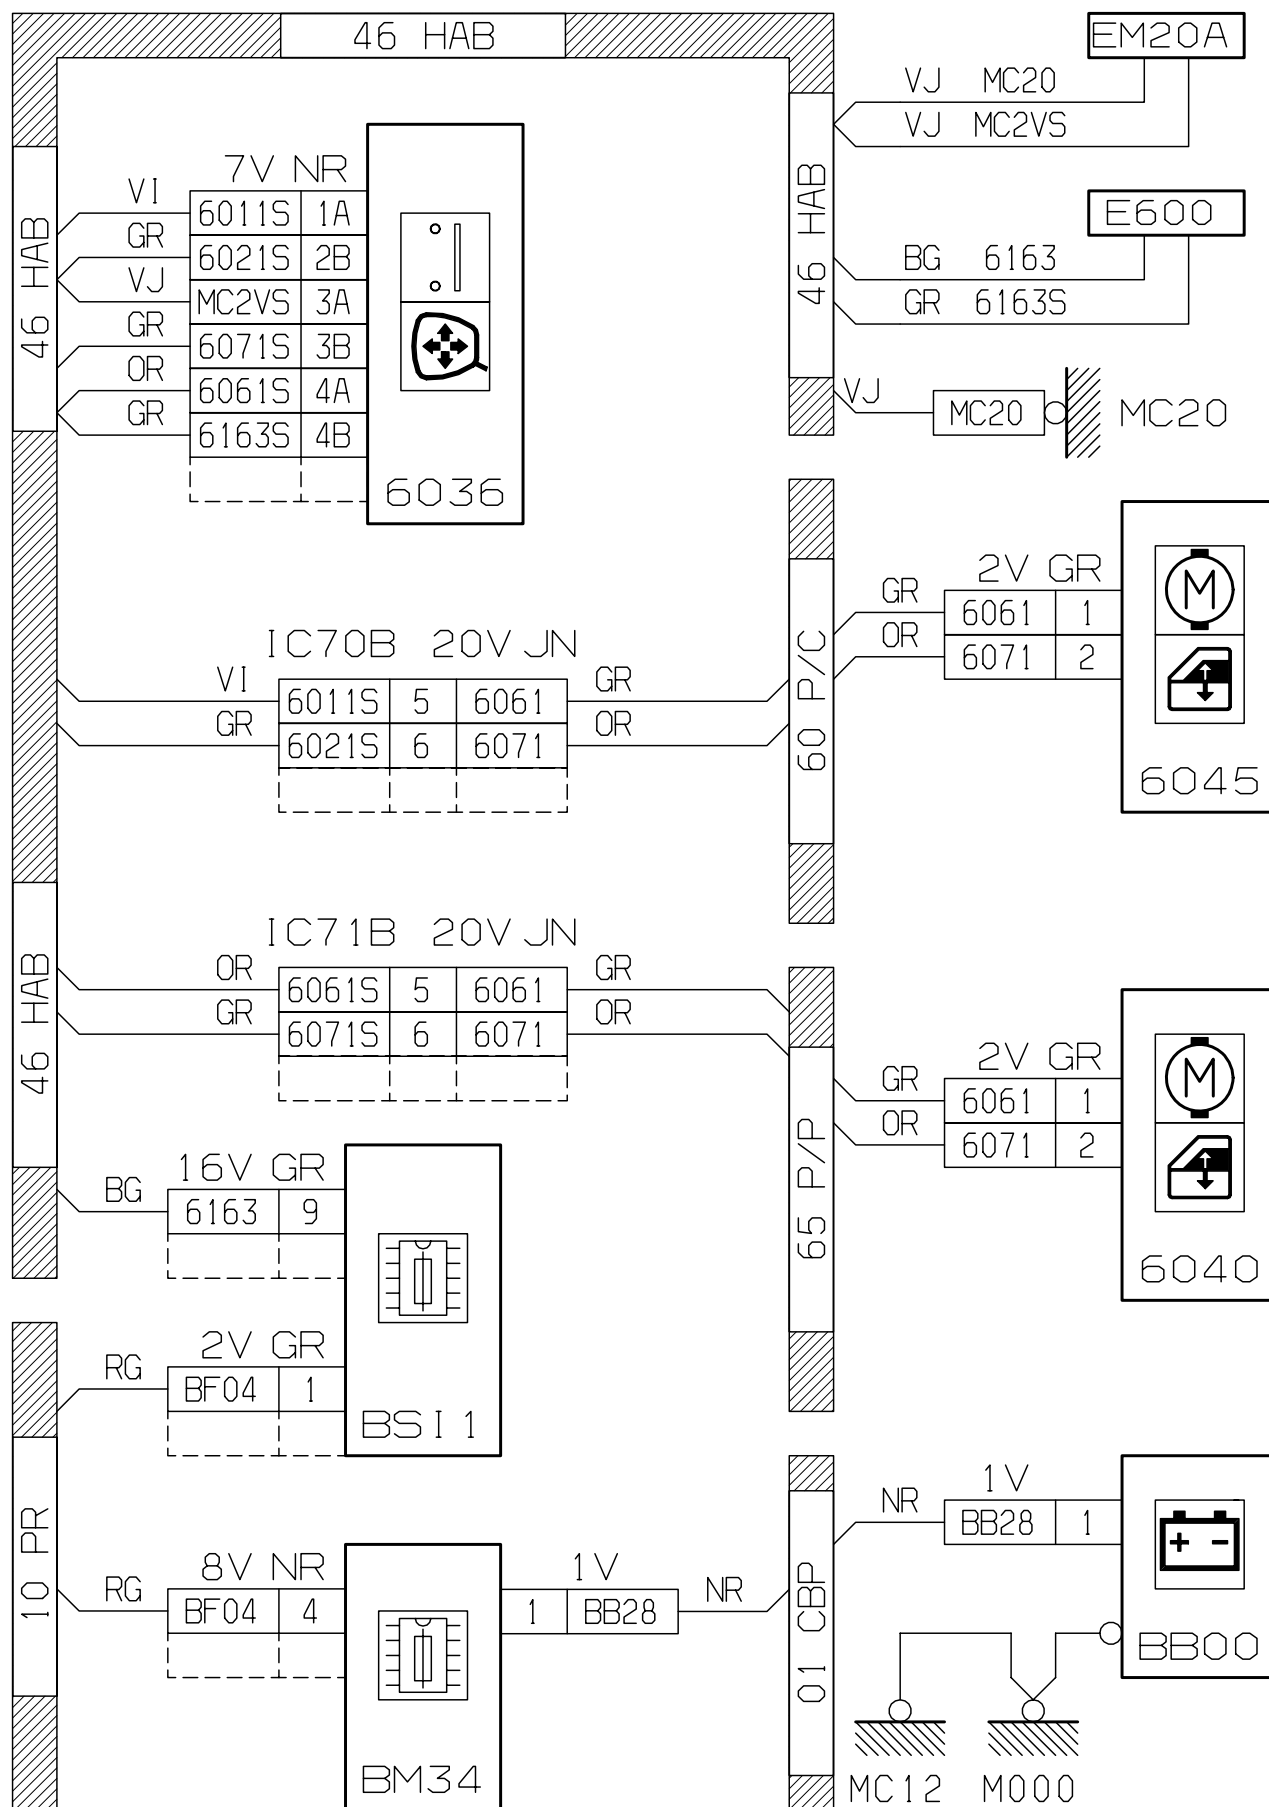 46 HAB
EM20A
VJ MC20
VJ MC2VS
46 HAB
7V NR
VI 6011S 1A
GR 6021S 2B
VJ MC2VS 3A
GR 6071S 3B
OR 6061S 4A
GR 6163S 4B
6036
46 HAB
E600
BG 6163
GR 6163S
VJ MC20 MC20
2V GR
GR 6061 1
OR 6071 2
M
6045
IC70B 20V JN
VI 6011S 5 6061 GR
GR 6021S 6 6071 OR
60 P/C
46 HAB
IC71B 20V JN
OR 6061S 5 6061 GR
GR 6071S 6 6071 OR
65 P/P
2V GR
GR 6061 1
OR 6071 2
M
6040
16V GR
BG 6163 9
2V GR
RG BF04 1
BSI1
10 PR
8V NR
RG BF04 4
1V
1 BB28 NR
BM34
01 CBP
1V
NR BB28 1
+ -
BB00
MC12 M000